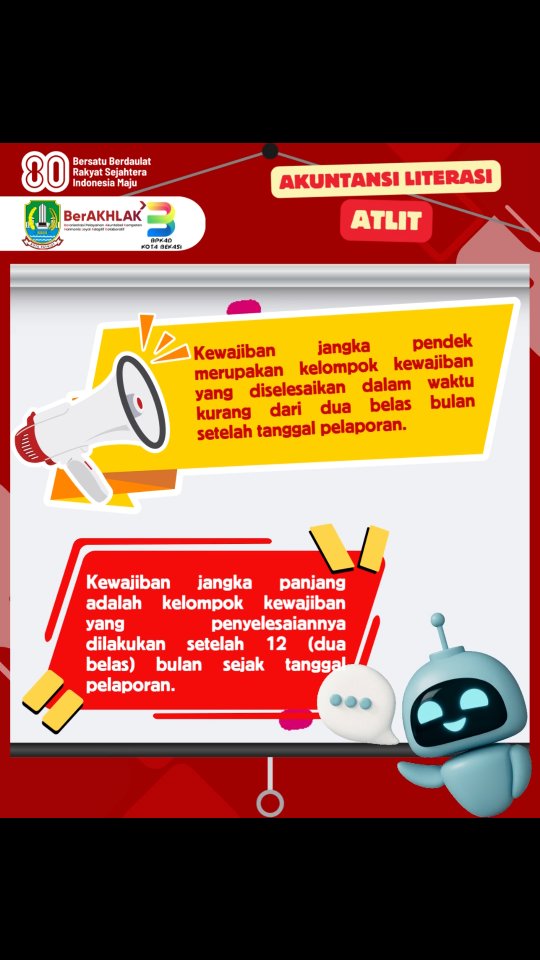 80 Bersatu Berdaulat
Rakyat Sejahtera
Indonesia Maju
AKUNTANSI LITERASI
ATLIT
BerAKHLAK
BPKAD
KOTA BEKASI
Kewajiban jangka pendek
merupakan kelompok kewajiban
yang diselesaikan dalam waktu
kurang dari dua belas bulan
setelah tanggal pelaporan.
Kewajiban jangka panjang
adalah kelompok kewajiban
yang penyelesaiannya
dilakukan setelah 12 (dua
belas) bulan sejak tanggal
pelaporan.